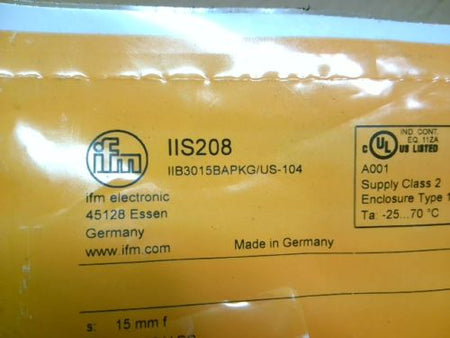 ifm
IIS208
IIB3015BAPKG/US-104
ifm electronic
45128 Essen
Germany
www.ifm.com
Made in Germany
c UL US LISTED
IND. CONT.
EQ. 11ZA
A001
Supply Class 2
Enclosure Type 1
Ta: -25...70 °C
s: 15 mm f